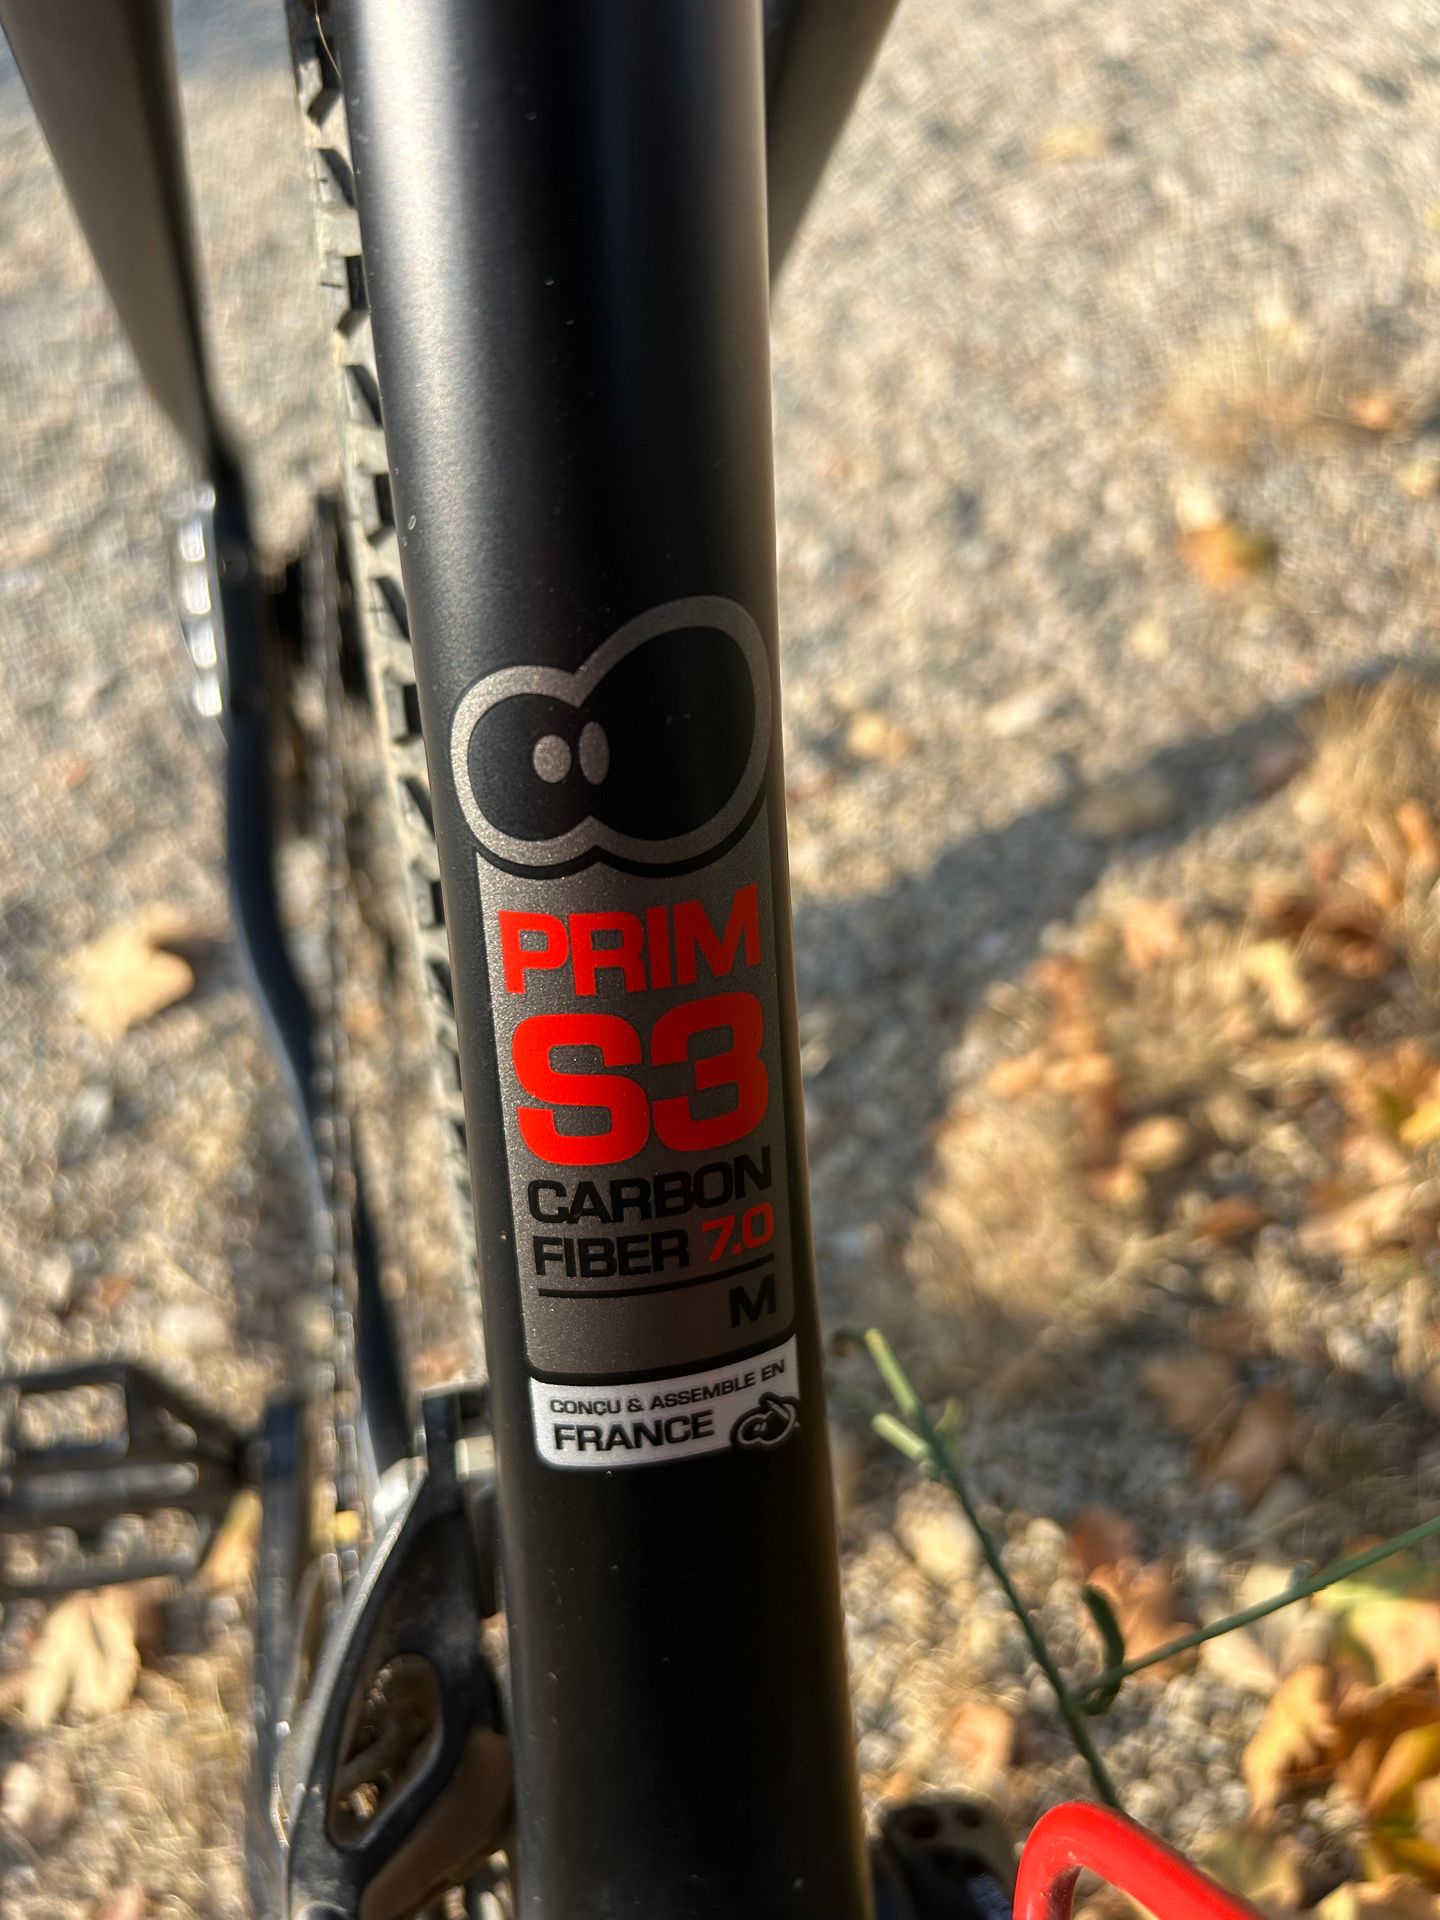 PRIM
S3
CARBON
FIBER 7.0
M
CONÇU & ASSEMBLE EN
FRANCE